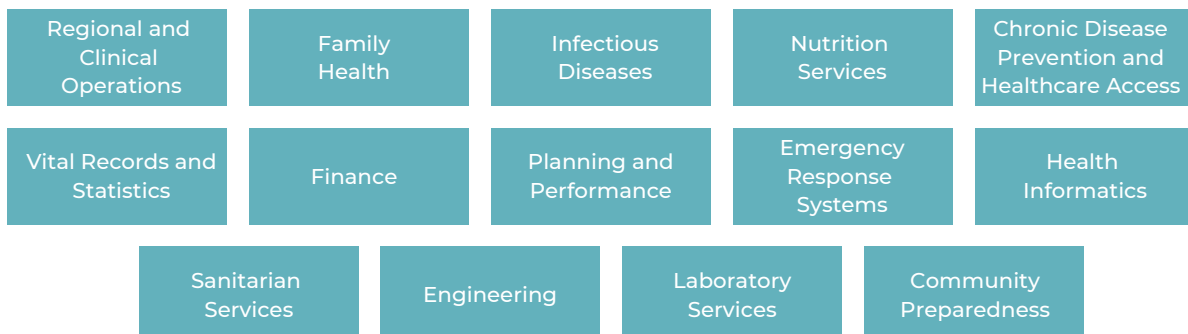 Regional and
Clinical
Operations
Family
Health
Infectious
Diseases
Nutrition
Services
Chronic Disease
Prevention and
Healthcare Access
Vital Records and
Statistics
Finance
Planning and
Performance
Emergency
Response
Systems
Health
Informatics
Sanitarian
Services
Engineering
Laboratory
Services
Community
Preparedness